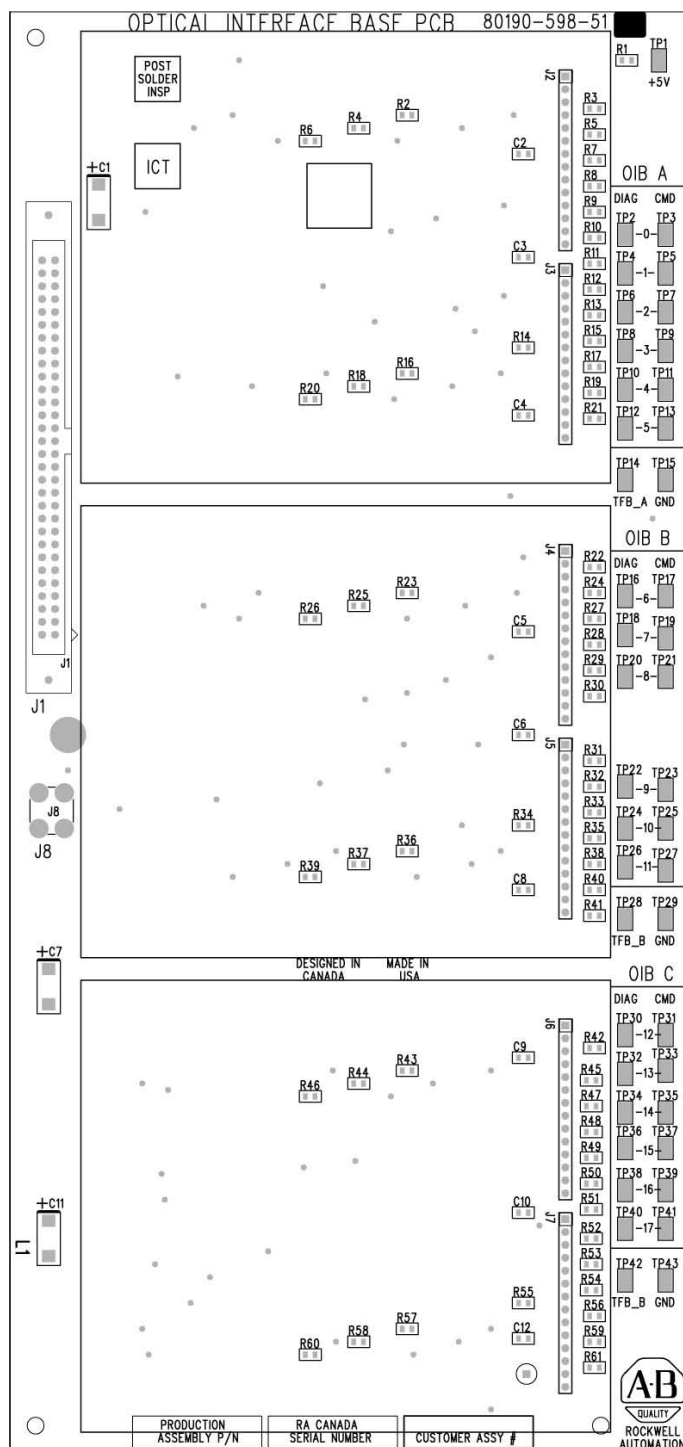 OPTICAL INTERFACE BASE PCB 80190-598-51
R1 TP1
+5V
POST
SOLDER
INSP
ICT
+C1
R6 R4 R2
C2
C3
R14
C4
R20 R18 R16
J2
J3
R3
R5
R7
R8
R9
R10
R11
R12
R13
R15
R17
R19
R21
OIB A
DIAG CMD
TP2 -0- TP3
TP4 -1- TP5
TP6 -2- TP7
TP8 -3- TP9
TP10 -4- TP11
TP12 -5- TP13
TP14 TP15
TFB_A GND
J1
J1
J8
J8
R26 R25 R23
C5
C6
R34
C8
R39 R37 R36
J4
J5
R22
R24
R27
R28
R29
R30
R31
R32
R33
R35
R38
R40
R41
OIB B
DIAG CMD
TP16 -6- TP17
TP18 -7- TP19
TP20 -8- TP21
TP22 -9- TP23
TP24 -10- TP25
TP26 -11- TP27
TP28 TP29
TFB_B GND
+C7
DESIGNED IN MADE IN
CANADA USA
+C11
L1
R46 R44 R43
C9
C10
R55
C12
R60 R58 R57
J6
J7
R42
R45
R47
R48
R49
R50
R51
R52
R53
R54
R56
R59
R61
OIB C
DIAG CMD
TP30 -12- TP31
TP32 -13- TP33
TP34 -14- TP35
TP36 -15- TP37
TP38 -16- TP39
TP40 -17- TP41
TP42 TP43
TFB_B GND
A-B
QUALITY
ROCKWELL
AUTOMATION
PRODUCTION RA CANADA
ASSEMBLY P/N SERIAL NUMBER CUSTOMER ASSY #